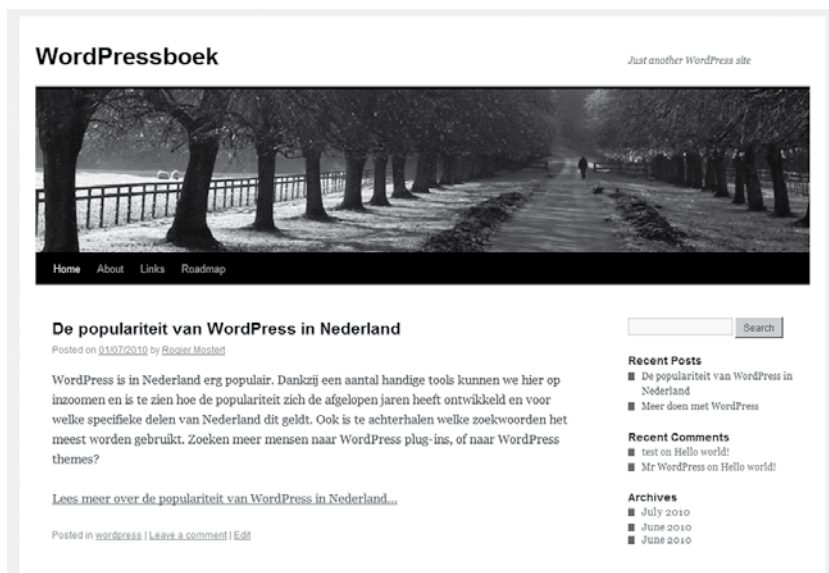 WordPressboek
Just another WordPress site
Home About Links Roadmap
De populariteit van WordPress in Nederland
Posted on 01/07/2010 by Rogier Mostert
WordPress is in Nederland erg populair. Dankzij een aantal handige tools kunnen we hier op
inzoomen en is te zien hoe de populariteit zich de afgelopen jaren heeft ontwikkeld en voor
welke specifieke delen van Nederland dit geldt. Ook is te achterhalen welke zoekwoorden het
meest worden gebruikt. Zoeken meer mensen naar WordPress plug-ins, of naar WordPress
themes?
Lees meer over de populariteit van WordPress in Nederland...
Posted in wordpress | Leave a comment | Edit
Search
Recent Posts
De populariteit van WordPress in
Nederland
Meer doen met WordPress
Recent Comments
test on Hello world!
Mr WordPress on Hello world!
Archives
July 2010
June 2010
June 2010